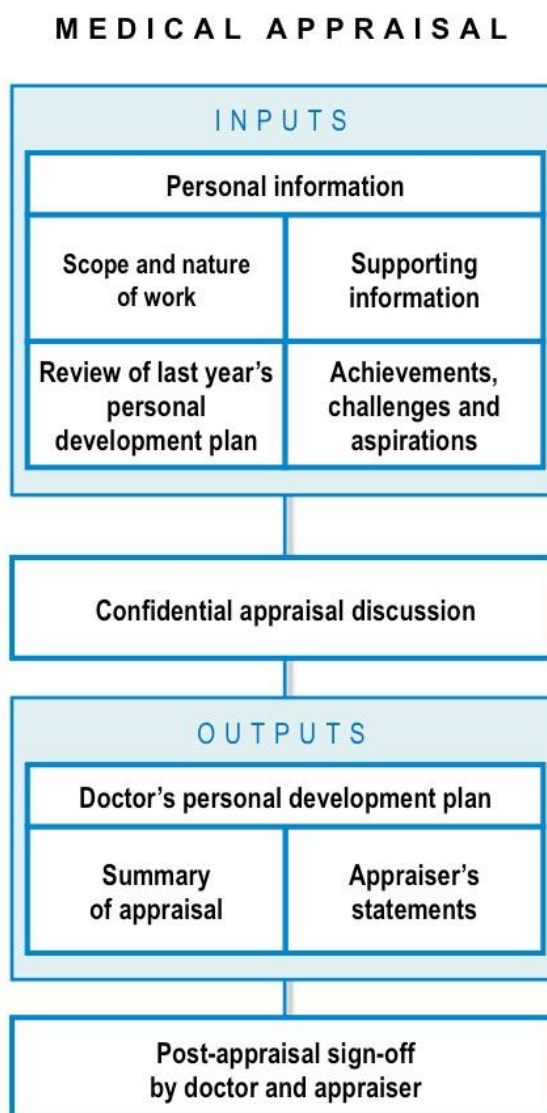 MEDICAL APPRAISAL
INPUTS
Personal information
Scope and nature
of work
Supporting
information
Review of last year’s
personal
development plan
Achievements,
challenges and
aspirations
Confidential appraisal discussion
OUTPUTS
Doctor’s personal development plan
Summary
of appraisal
Appraiser’s
statements
Post-appraisal sign-off
by doctor and appraiser